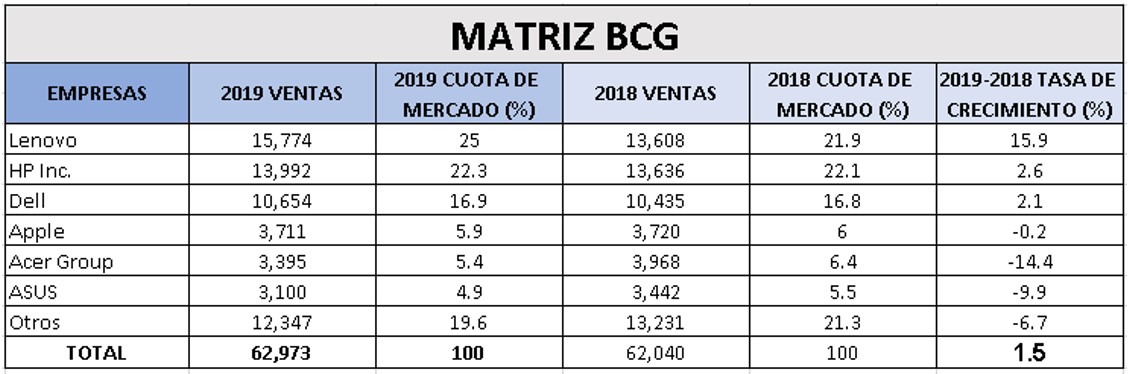 MATRIZ BCG
EMPRESAS 2019 VENTAS 2019 CUOTA DE MERCADO (%) 2018 VENTAS 2018 CUOTA DE MERCADO (%) 2019-2018 TASA DE CRECIMIENTO (%)
Lenovo 15,774 25 13,608 21.9 15.9
HP Inc. 13,992 22.3 13,636 22.1 2.6
Dell 10,654 16.9 10,435 16.8 2.1
Apple 3,711 5.9 3,720 6 -0.2
Acer Group 3,395 5.4 3,968 6.4 -14.4
ASUS 3,100 4.9 3,442 5.5 -9.9
Otros 12,347 19.6 13,231 21.3 -6.7
TOTAL 62,973 100 62,040 100 1.5